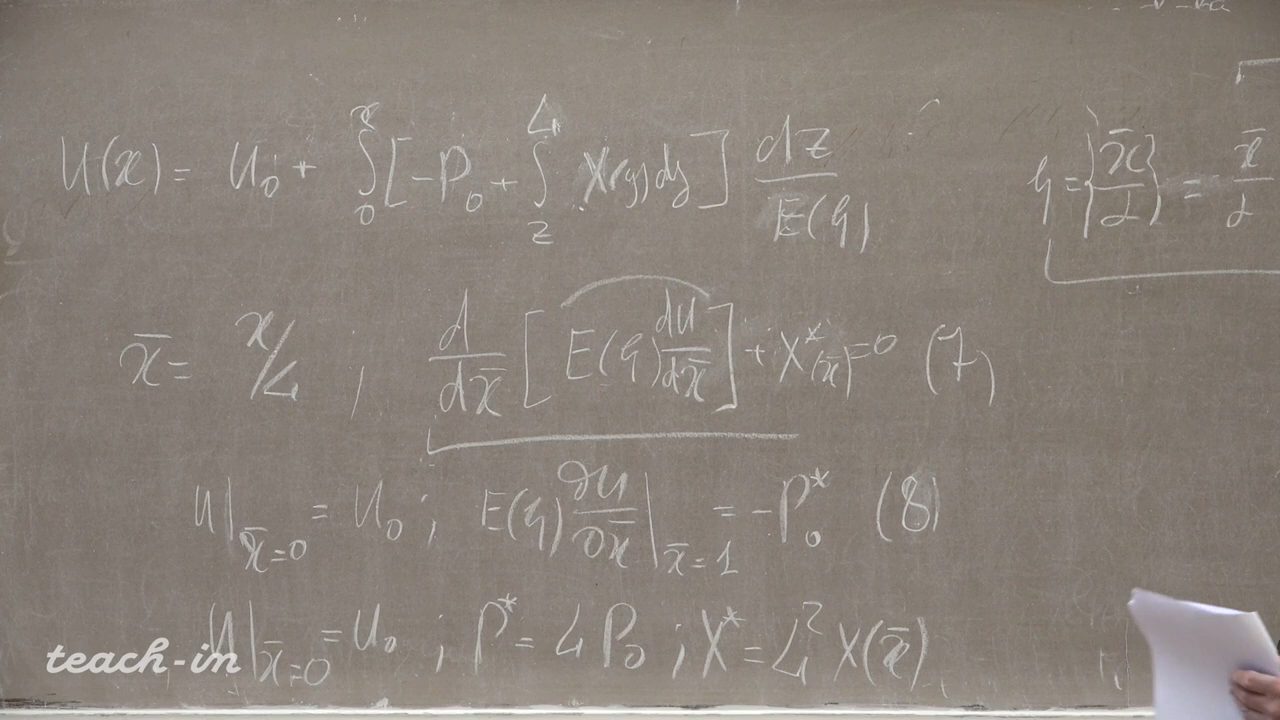 u(x) = u₀ + ∫₀ˣ [-P₀ + ∫_z^L X(y)dy] dz / E(ξ)
ξ = {x̄/α} = x̄/α
x̄ = x/L , d/dx̄ [E(ξ) du/dx̄] + X*(x̄) = 0 (7)
u|x̄=0 = u₀ ; E(ξ) ∂u/∂x̄ |x̄=1 = -P₀* (8)
u|x̄=0 = u₀ ; P* = L P₀ ; X* = L² X(x̄)
teach-in